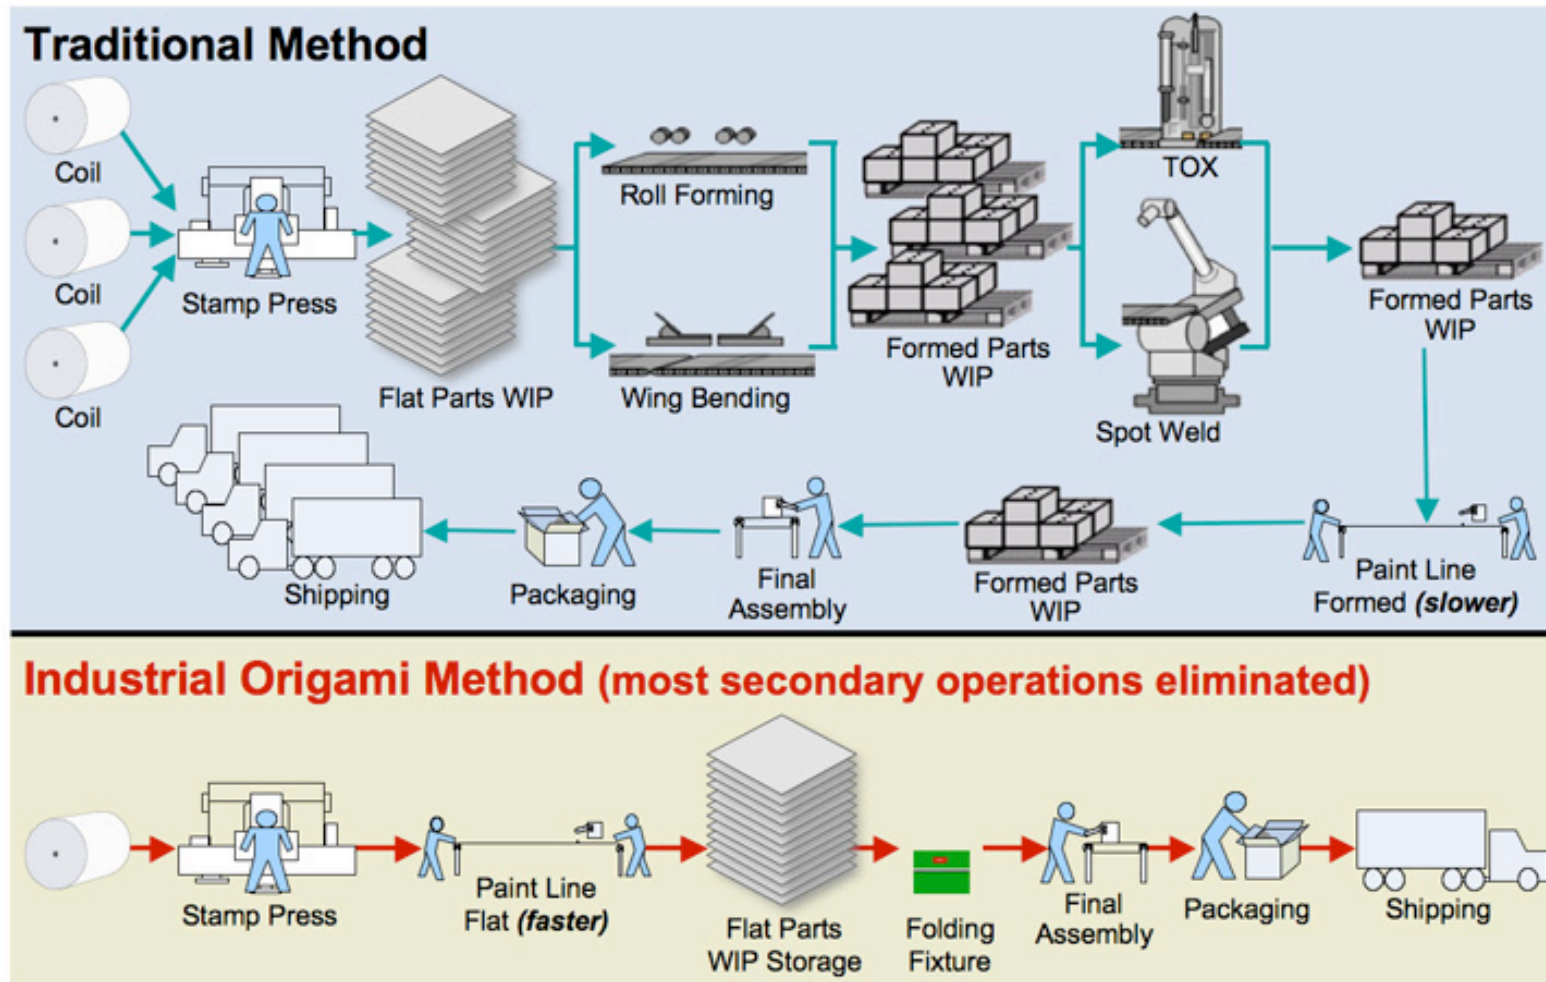 Traditional Method
Coil
Coil
Coil
Stamp Press
Flat Parts WIP
Roll Forming
Wing Bending
Formed Parts
WIP
TOX
Spot Weld
Formed Parts
WIP
Paint Line
Formed (slower)
Formed Parts
WIP
Final
Assembly
Packaging
Shipping
Industrial Origami Method (most secondary operations eliminated)
Stamp Press
Paint Line
Flat (faster)
Flat Parts
WIP Storage
Folding
Fixture
Final
Assembly
Packaging
Shipping